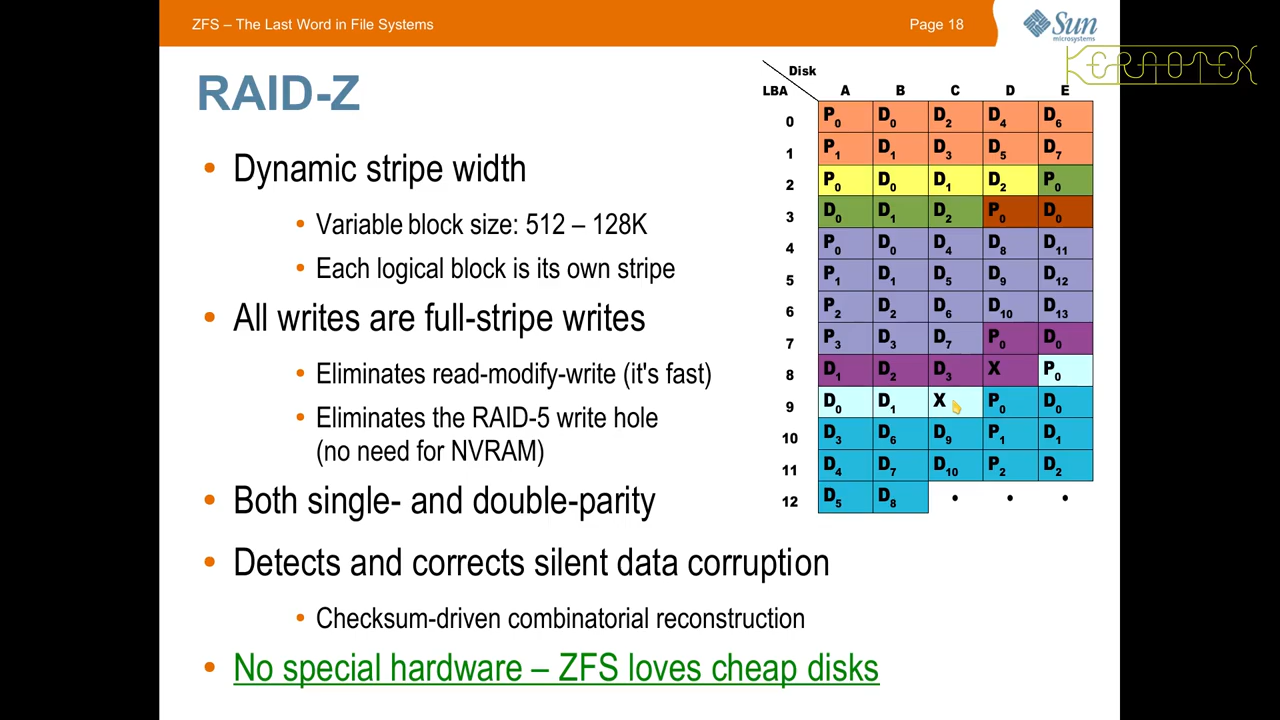 ZFS – The Last Word in File Systems
Page 18
Sun
microsystems
KERNOTEX
RAID-Z
• Dynamic stripe width
• Variable block size: 512 – 128K
• Each logical block is its own stripe
• All writes are full-stripe writes
• Eliminates read-modify-write (it's fast)
• Eliminates the RAID-5 write hole
(no need for NVRAM)
• Both single- and double-parity
• Detects and corrects silent data corruption
• Checksum-driven combinatorial reconstruction
• No special hardware – ZFS loves cheap disks
Disk
LBA A B C D E
0 P0 D0 D2 D4 D6
1 P1 D1 D3 D5 D7
2 P0 D0 D1 D2 P0
3 D0 D1 D2 P0 D0
4 P0 D0 D4 D8 D11
5 P1 D1 D5 D9 D12
6 P2 D2 D6 D10 D13
7 P3 D3 D7 P0 D0
8 D1 D2 D3 X P0
9 D0 D1 X P0 D0
10 D3 D6 D9 P1 D1
11 D4 D7 D10 P2 D2
12 D5 D8 • • •